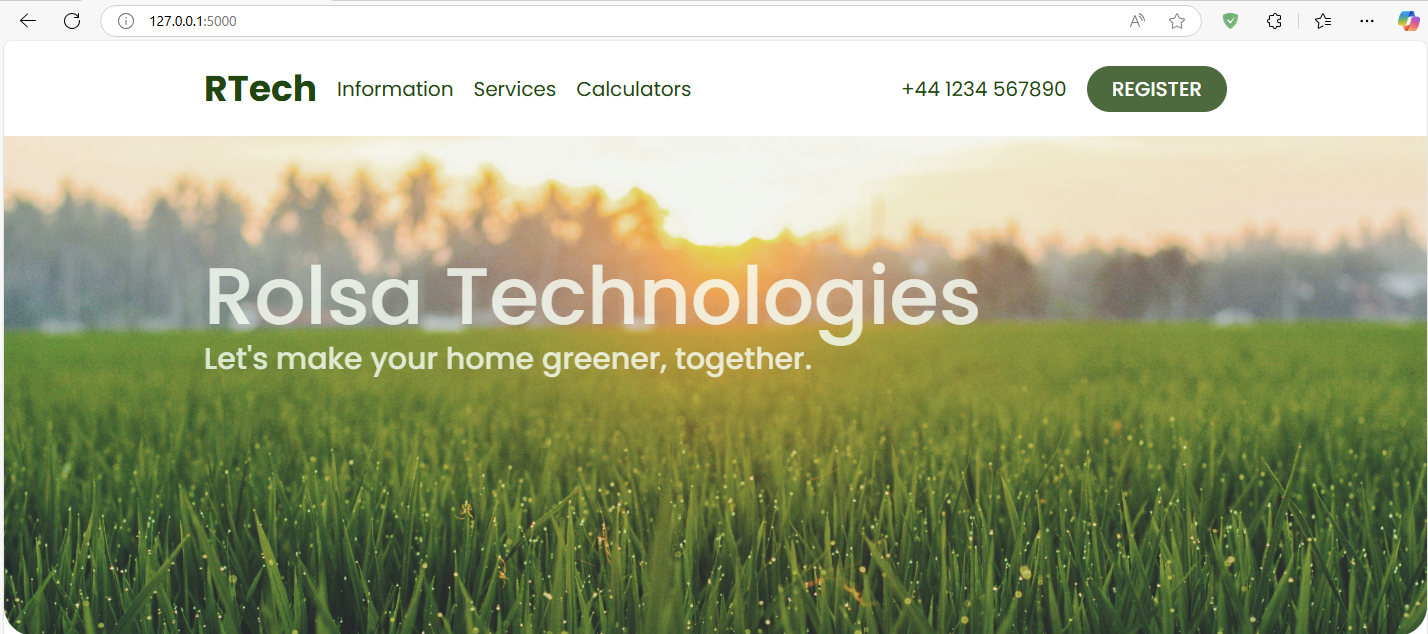 127.0.0.1:5000
RTech Information Services Calculators +44 1234 567890 REGISTER
Rolsa Technologies
Let's make your home greener, together.